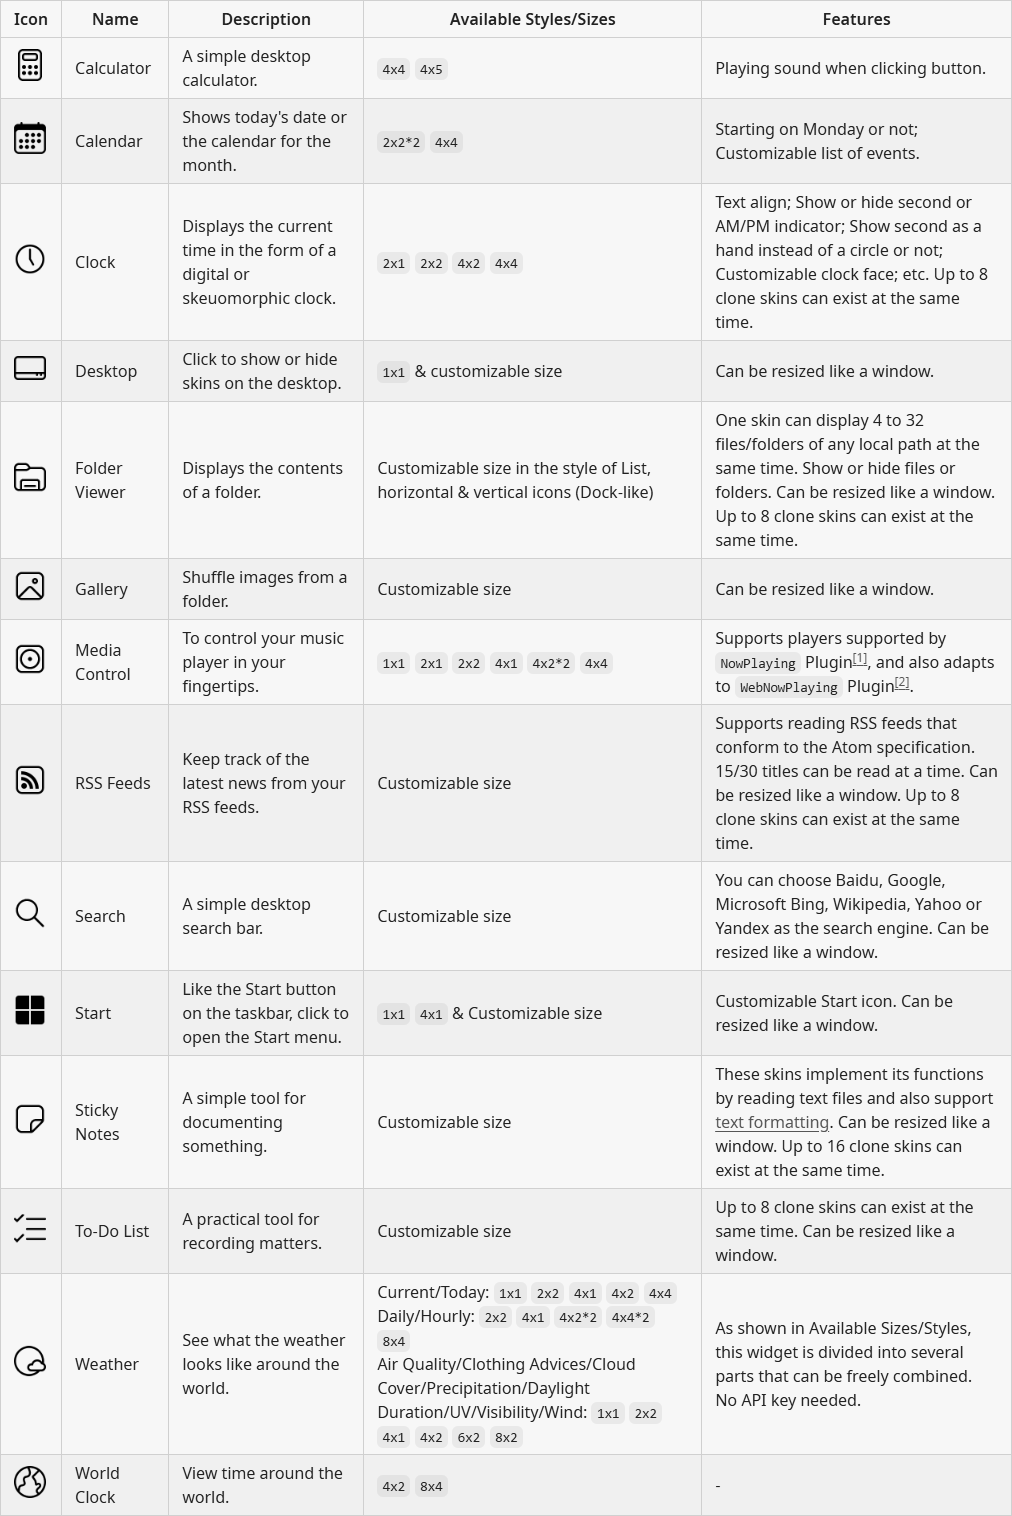 Icon Name Description Available Styles/Sizes Features
Calculator
A simple desktop
calculator.
4x4 4x5
Playing sound when clicking button.
Calendar
Shows today's date or
the calendar for the
month.
2x2*2 4x4
Starting on Monday or not;
Customizable list of events.
Clock
Displays the current
time in the form of a
digital or
skeuomorphic clock.
2x1 2x2 4x2 4x4
Text align; Show or hide second or
AM/PM indicator; Show second as a
hand instead of a circle or not;
Customizable clock face; etc. Up to 8
clone skins can exist at the same
time.
Desktop
Click to show or hide
skins on the desktop.
1x1 & customizable size
Can be resized like a window.
Folder
Viewer
Displays the contents
of a folder.
Customizable size in the style of List,
horizontal & vertical icons (Dock-like)
One skin can display 4 to 32
files/folders of any local path at the
same time. Show or hide files or
folders. Can be resized like a window.
Up to 8 clone skins can exist at the
same time.
Gallery
Shuffle images from a
folder.
Customizable size
Can be resized like a window.
Media
Control
To control your music
player in your
fingertips.
1x1 2x1 2x2 4x1 4x2*2 4x4
Supports players supported by
NowPlaying Plugin[1], and also adapts
to WebNowPlaying Plugin[2].
RSS Feeds
Keep track of the
latest news from your
RSS feeds.
Customizable size
Supports reading RSS feeds that
conform to the Atom specification.
15/30 titles can be read at a time. Can
be resized like a window. Up to 8
clone skins can exist at the same
time.
Search
A simple desktop
search bar.
Customizable size
You can choose Baidu, Google,
Microsoft Bing, Wikipedia, Yahoo or
Yandex as the search engine. Can be
resized like a window.
Start
Like the Start button
on the taskbar, click to
open the Start menu.
1x1 4x1 & Customizable size
Customizable Start icon. Can be
resized like a window.
Sticky
Notes
A simple tool for
documenting
something.
Customizable size
These skins implement its functions
by reading text files and also support
text formatting. Can be resized like a
window. Up to 16 clone skins can
exist at the same time.
To-Do List
A practical tool for
recording matters.
Customizable size
Up to 8 clone skins can exist at the
same time. Can be resized like a
window.
Weather
See what the weather
looks like around the
world.
Current/Today: 1x1 2x2 4x1 4x2 4x4
Daily/Hourly: 2x2 4x1 4x2*2 4x4*2
8x4
Air Quality/Clothing Advices/Cloud
Cover/Precipitation/Daylight
Duration/UV/Visibility/Wind: 1x1 2x2
4x1 4x2 6x2 8x2
As shown in Available Sizes/Styles,
this widget is divided into several
parts that can be freely combined.
No API key needed.
World
Clock
View time around the
world.
4x2 8x4
-